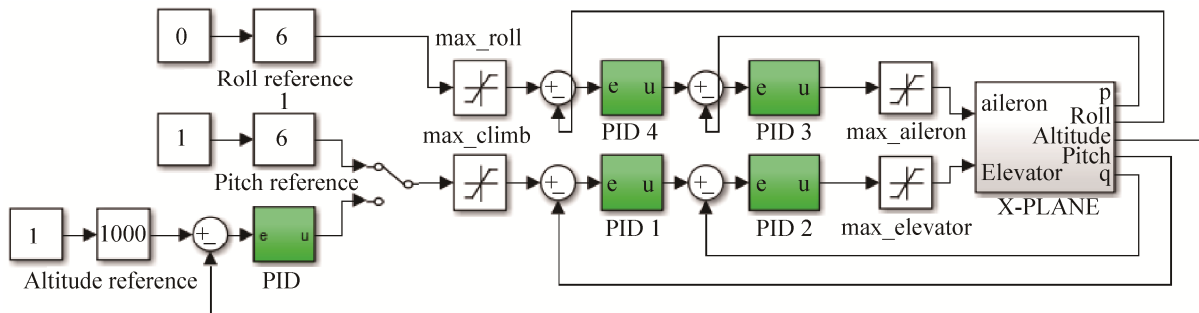 0
6
Roll reference
1
max_roll
+
−
e u
PID 4
+
−
e u
PID 3
max_aileron
aileron
Elevator
p
Roll
Altitude
Pitch
q
X-PLANE
1
6
Pitch reference
max_climb
+
−
e u
PID 1
+
−
e u
PID 2
max_elevator
1
1000
Altitude reference
+
−
e u
PID